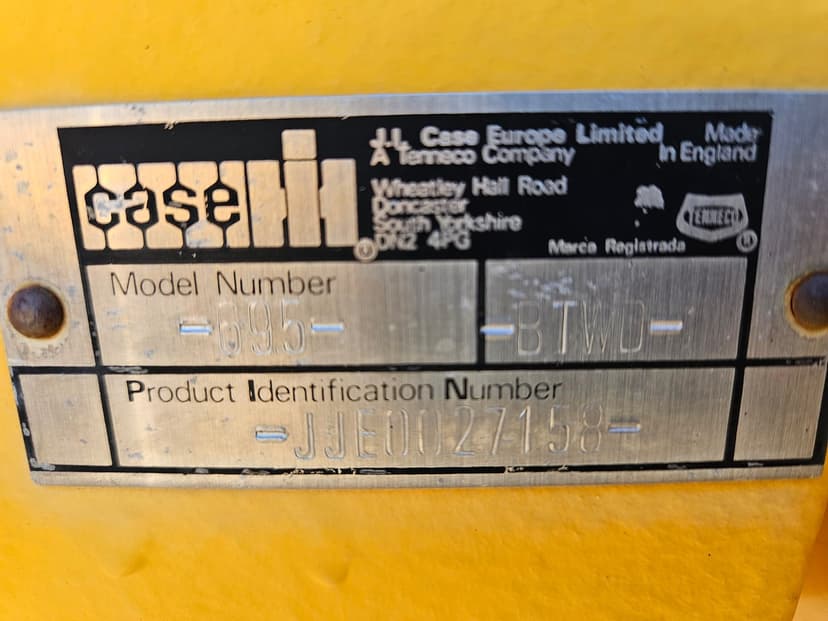 case IH
J.I. Case Europe Limited
A Tenneco Company
Made
in England
Wheatley Hall Road
Doncaster
South Yorkshire
DN2 4PG
TENNECO
®
Marca Registrada
Model Number
-695-
-BTWD-
Product Identification Number
-JJE0027158-